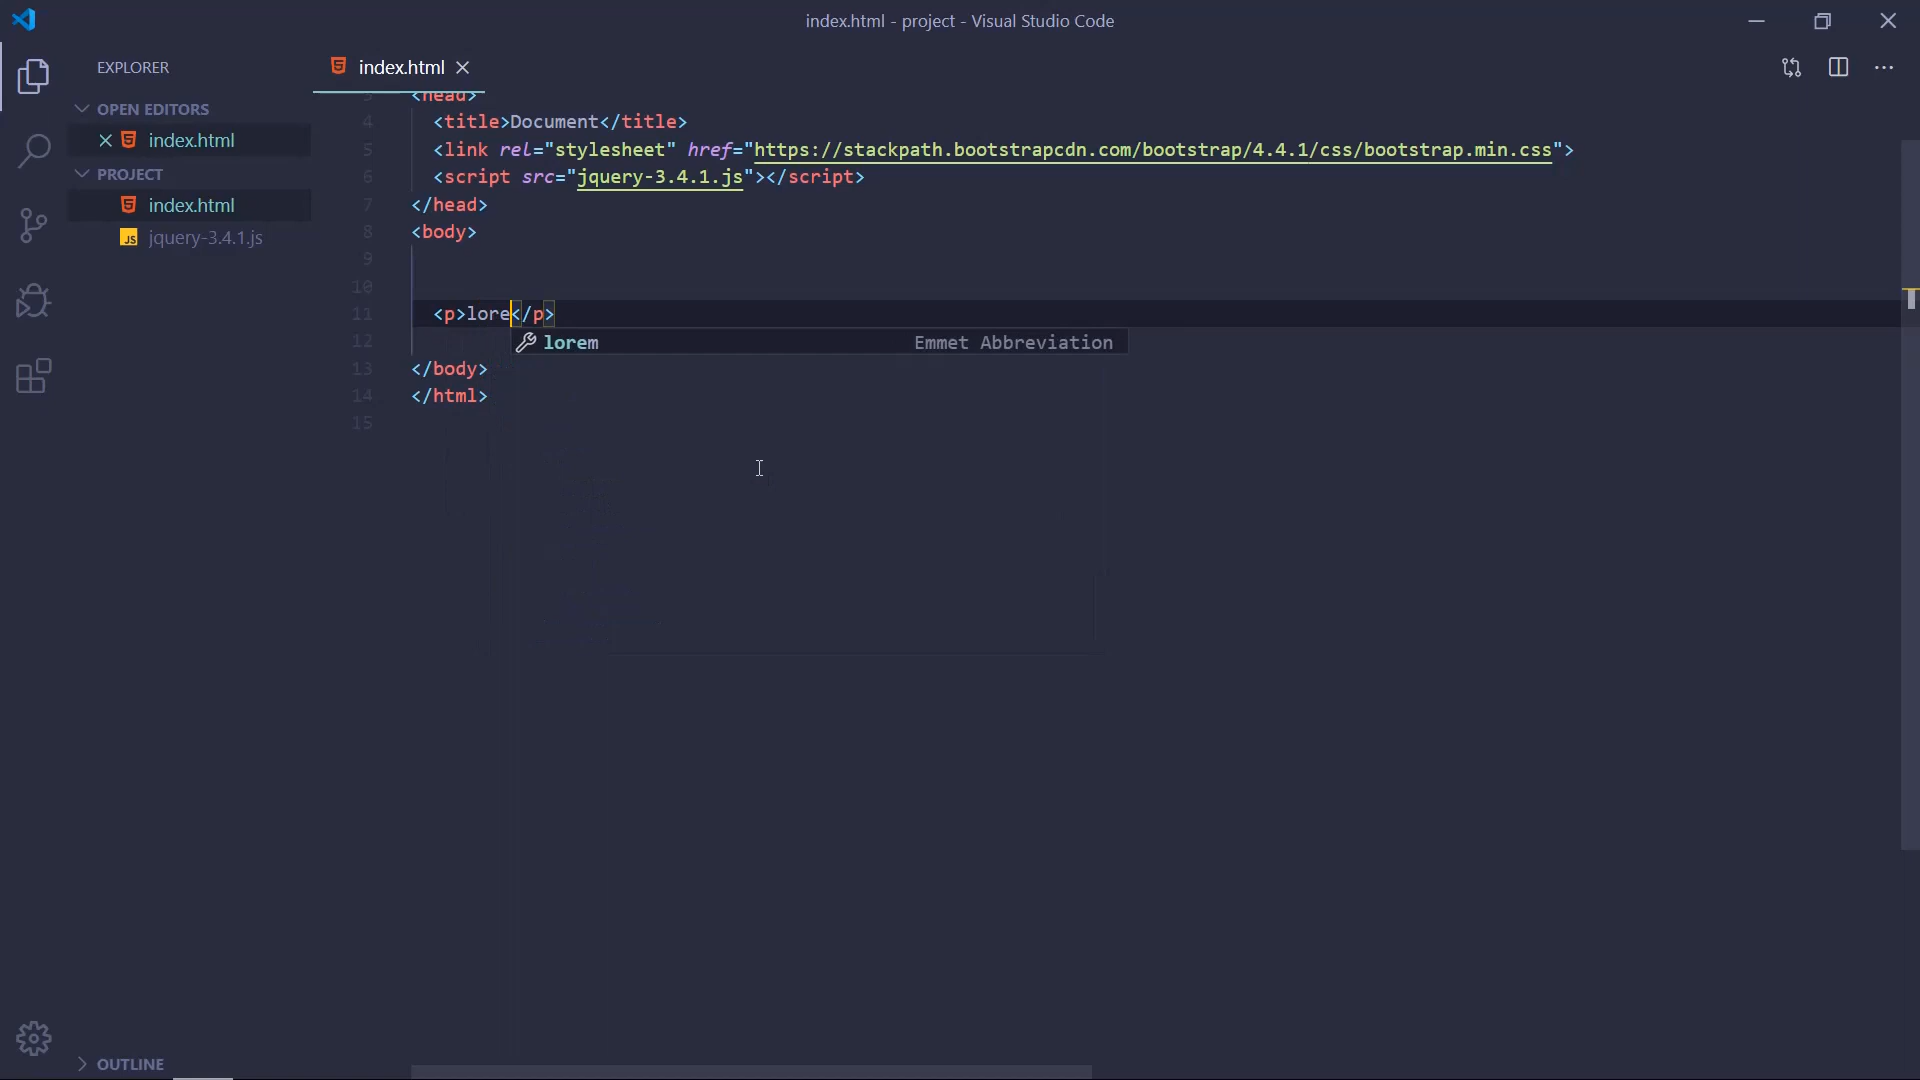 index.html - project - Visual Studio Code
EXPLORER
index.html
OPEN EDITORS
index.html
PROJECT
index.html
JS jquery-3.4.1.js
OUTLINE
3 <head>
4 <title>Document</title>
5 <link rel="stylesheet" href="https://stackpath.bootstrapcdn.com/bootstrap/4.4.1/css/bootstrap.min.css">
6 <script src="jquery-3.4.1.js"></script>
7 </head>
8 <body>
9
10
11 <p>lore</p>
12 lorem Emmet Abbreviation
13 </body>
14 </html>
15